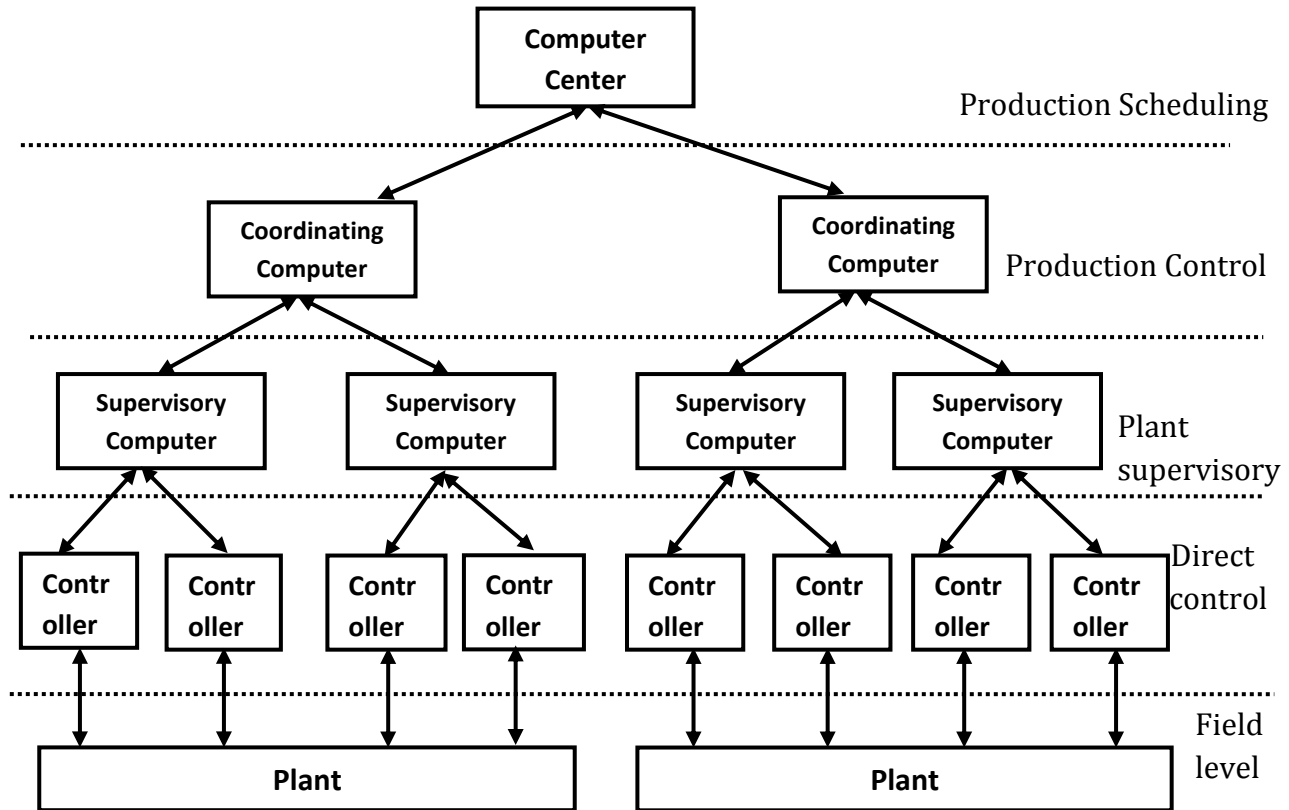 Computer
Center
Production Scheduling
Coordinating
Computer
Coordinating
Computer
Production Control
Supervisory
Computer
Supervisory
Computer
Supervisory
Computer
Supervisory
Computer
Plant
supervisory
Contr
oller
Contr
oller
Contr
oller
Contr
oller
Contr
oller
Contr
oller
Contr
oller
Contr
oller
Direct
control
Plant
Plant
Field
level